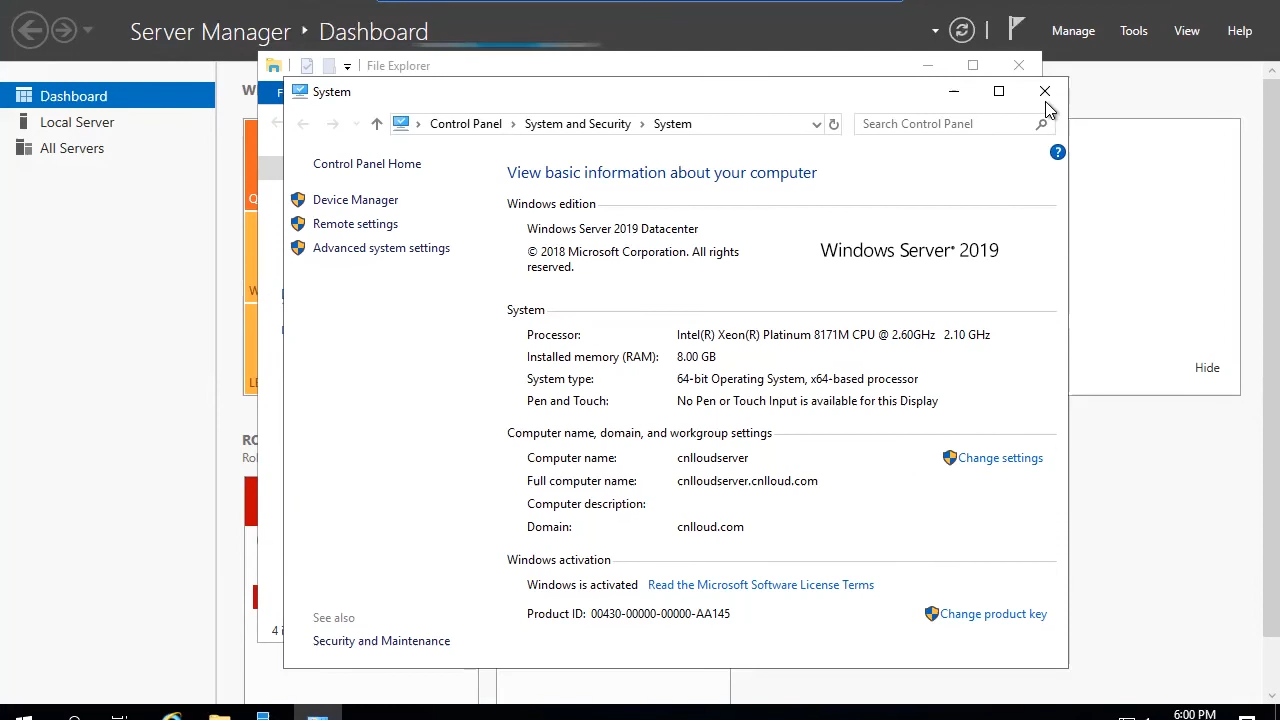 Server Manager ‣ Dashboard
Manage Tools View Help
File Explorer
System
Control Panel > System and Security > System
Search Control Panel
Dashboard
Local Server
All Servers
Control Panel Home
Device Manager
Remote settings
Advanced system settings
View basic information about your computer
Windows edition
Windows Server 2019 Datacenter
© 2018 Microsoft Corporation. All rights
reserved.
Windows Server® 2019
System
Processor: Intel(R) Xeon(R) Platinum 8171M CPU @ 2.60GHz 2.10 GHz
Installed memory (RAM): 8.00 GB
System type: 64-bit Operating System, x64-based processor
Pen and Touch: No Pen or Touch Input is available for this Display
Hide
Computer name, domain, and workgroup settings
Computer name: cnlloudserver
Change settings
Full computer name: cnlloudserver.cnlloud.com
Computer description:
Domain: cnlloud.com
Windows activation
Windows is activated Read the Microsoft Software License Terms
Product ID: 00430-00000-00000-AA145
Change product key
See also
Security and Maintenance
6:00 PM